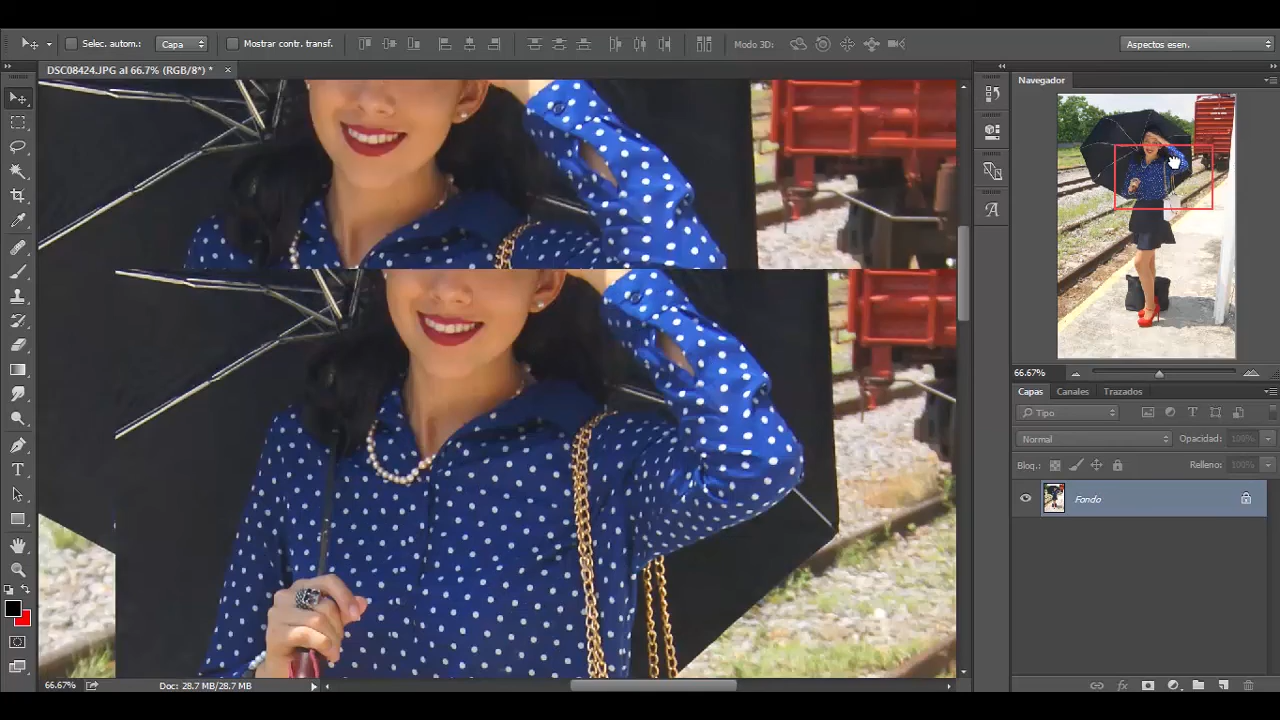 Selec. autom.: Capa Mostrar contr. transf. Modo 3D: Aspectos esen.
DSC08424.JPG al 66.7% (RGB/8*) * ×
Navegador
66.67%
Capas Canales Trazados
Tipo
Normal Opacidad: 100%
Bloq.: Relleno: 100%
Fondo
66.67% Doc: 28.7 MB/28.7 MB